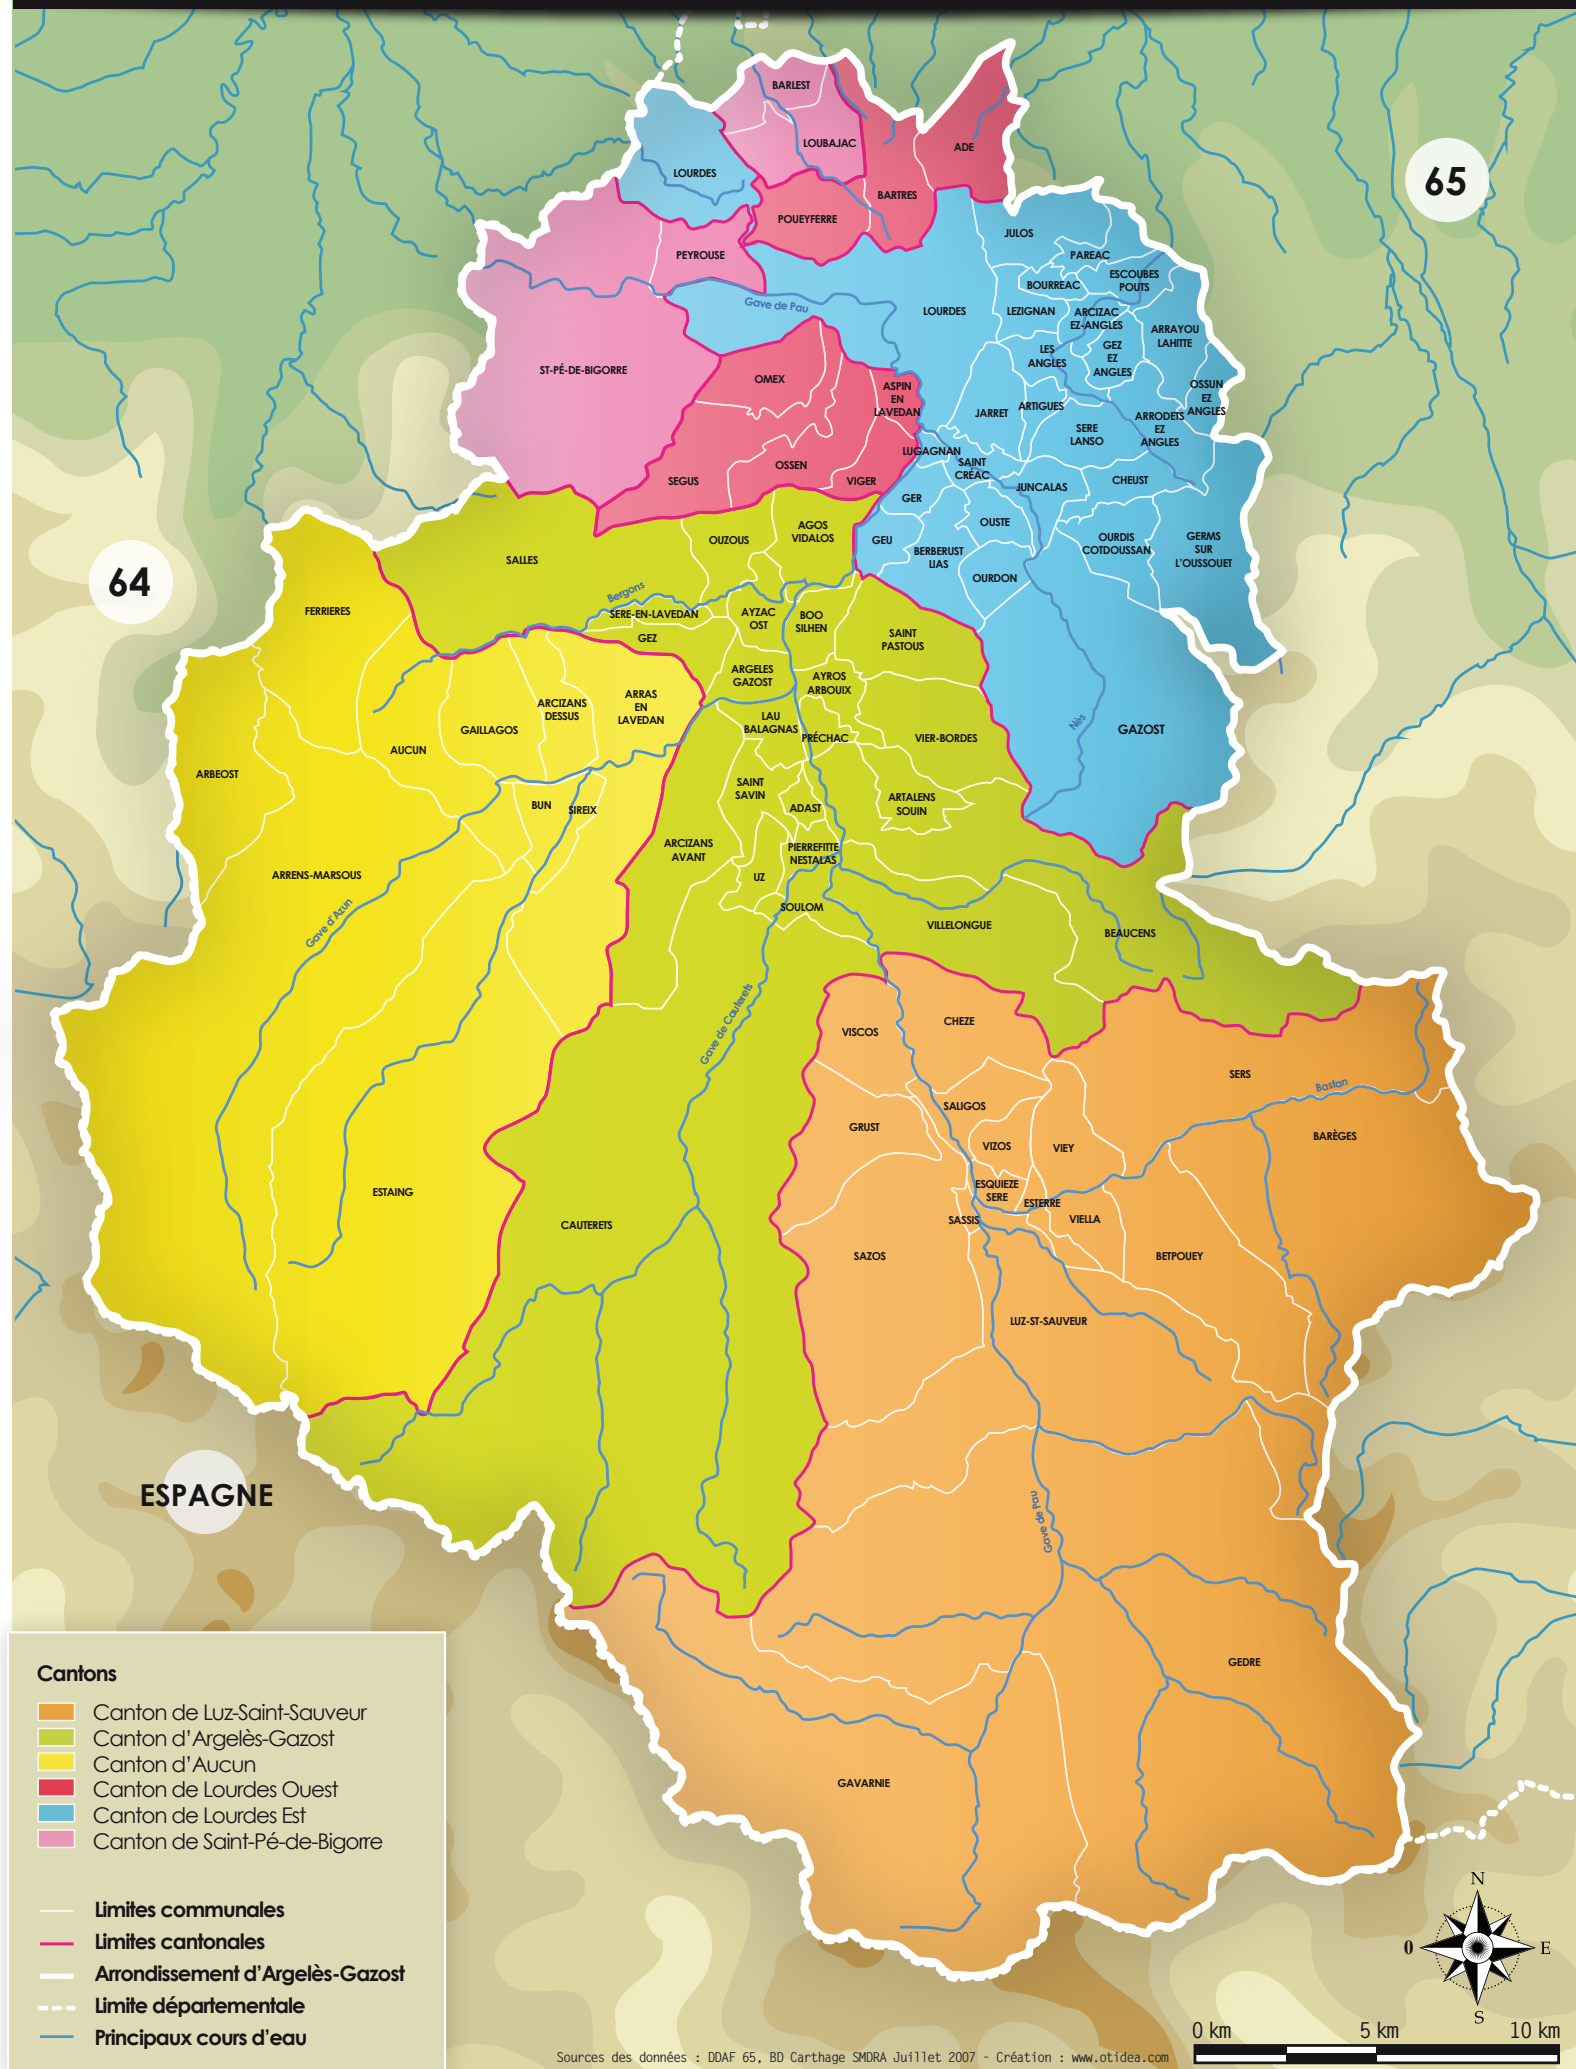 BARLEST
LOUBAJAC
ADE
65
LOURDES
BARTRES
POUEYFERRE
JULOS
PEYROUSE
PAREAC
ESCOUBES
POUTS
BOURREAC
Gave de Pau
LOURDES
LEZIGNAN
ARCIZAC
EZ-ANGLES
ARRAYOU
LAHITTE
LES
ANGLES
GEZ
EZ
ANGLES
ST-PÉ-DE-BIGORRE
OMEX
ASPIN
EN
LAVEDAN
OSSUN
EZ
ANGLES
JARRET
ARTIGUES
ARRODETS
EZ
ANGLES
SERE
LANSO
LUGAGNAN
SAINT
CRÉAC
OSSEN
SEGUS
VIGER
JUNCALAS
CHEUST
GER
OUSTE
AGOS
VIDALOS
OUZOUS
GEU
BERBERUST
LIAS
OURDIS
COTDOUSSAN
GERMS
SUR
L'OUSSOUET
SALLES
OURDON
64
Bergons
FERRIERES
SERE-EN-LAVEDAN
AYZAC
OST
BOO
SILHEN
GEZ
SAINT
PASTOUS
ARGELES
GAZOST
AYROS
ARBOUIX
ARRAS
EN
LAVEDAN
ARCIZANS
DESSUS
GAILLAGOS
LAU
BALAGNAS
PRÉCHAC
VIER-BORDES
Nès
GAZOST
AUCUN
ARBEOST
SAINT
SAVIN
BUN
SIREIX
ADAST
ARTALENS
SOUIN
ARCIZANS
AVANT
PIERREFITTE
NESTALAS
ARRENS-MARSOUS
UZ
SOULOM
Gave d'Azun
VILLELONGUE
BEAUCENS
Gave de Cauterets
VISCOS
CHEZE
SERS
Bastan
SALIGOS
GRUST
BARÈGES
VIZOS
VIEY
ESQUIEZE
SERE
ESTERRE
ESTAING
SASSIS
VIELLA
CAUTERETS
SAZOS
BETPOUEY
LUZ-ST-SAUVEUR
ESPAGNE
Gave de Pau
GEDRE
GAVARNIE
Cantons
Canton de Luz-Saint-Sauveur
Canton d'Argelès-Gazost
Canton d'Aucun
Canton de Lourdes Ouest
Canton de Lourdes Est
Canton de Saint-Pé-de-Bigorre
Limites communales
Limites cantonales
Arrondissement d'Argelès-Gazost
Limite départementale
Principaux cours d'eau
N
O
E
S
0 km
5 km
10 km
Sources des données : DDAF 65, BD Carthage SMDRA Juillet 2007 - Création : www.otidea.com